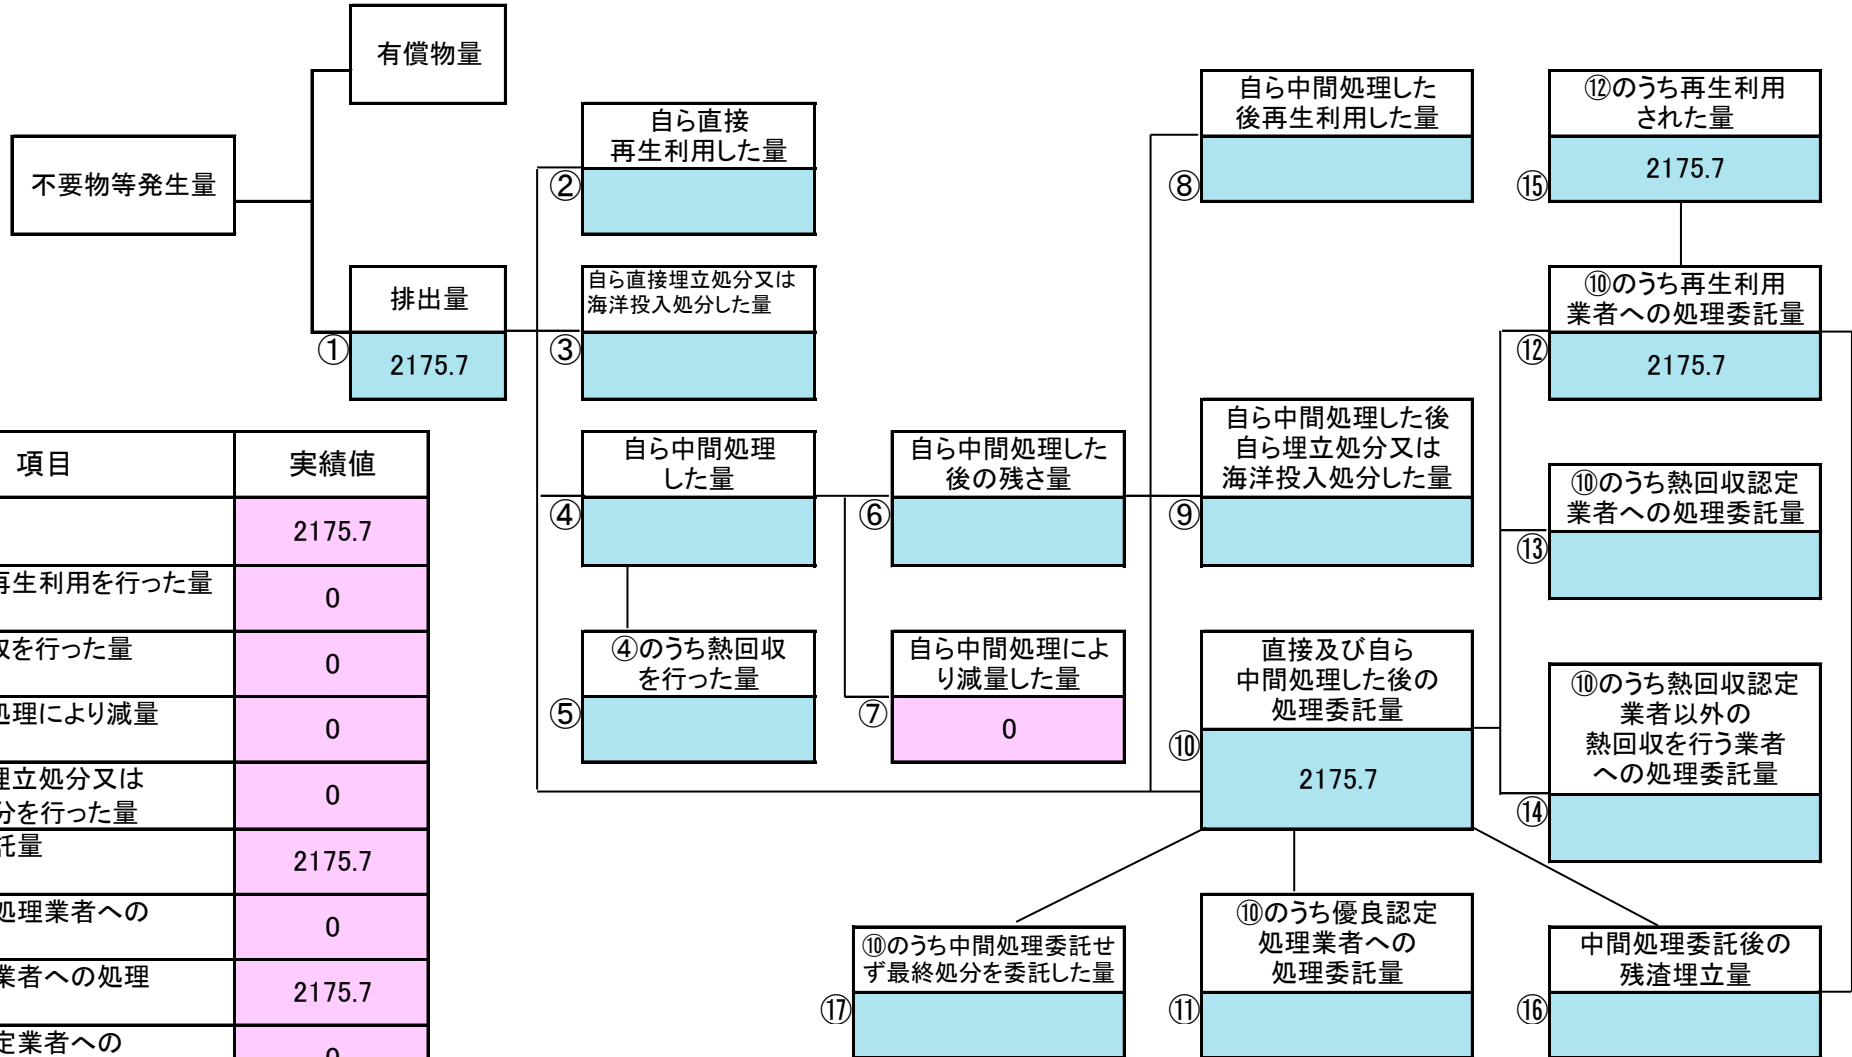 有償物量
不要物等発生量
排出量
①
2175.7
自ら直接
再生利用した量
②
自ら直接埋立処分又は
海洋投入処分した量
③
自ら中間処理
した量
④
④のうち熱回収
を行った量
⑤
自ら中間処理した
後の残さ量
⑥
自ら中間処理によ
り減量した量
⑦
0
自ら中間処理した
後再生利用した量
⑧
自ら中間処理した後
自ら埋立処分又は
海洋投入処分した量
⑨
直接及び自ら
中間処理した後の
処理委託量
⑩
2175.7
⑫のうち再生利用
された量
⑮
2175.7
⑩のうち再生利用
業者への処理委託量
⑫
2175.7
⑩のうち熱回収認定
業者への処理委託量
⑬
⑩のうち熱回収認定
業者以外の
熱回収を行う業者
への処理委託量
⑭
⑩のうち中間処理委託せ
ず最終処分を委託した量
⑰
⑩のうち優良認定
処理業者への
処理委託量
⑪
中間処理委託後の
残渣埋立量
⑯
項目 実績値
2175.7
再生利用を行った量 0
を行った量 0
処理により減量 0
埋立処分又は
分を行った量 0
託量 2175.7
処理業者への 0
業者への処理 2175.7
定業者への 0